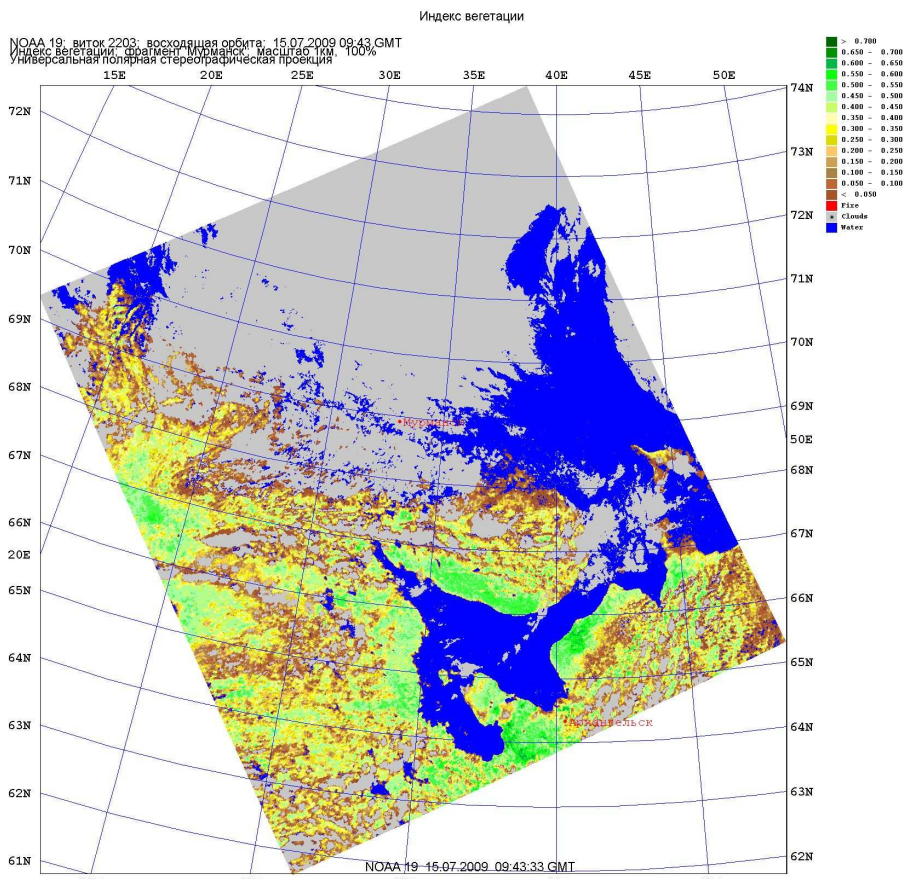 Индекс вегетации
NOAA 19; виток 2203; восходящая орбита; 15.07.2009 09:43 GMT
Индекс вегетации; фрагмент "Мурманск"; масштаб 1км, 100%
Универсальная полярная стереографическая проекция
15E 20E 25E 30E 35E 40E 45E 50E
> 0.700
0.650 - 0.700
0.600 - 0.650
0.550 - 0.600
0.500 - 0.550
0.450 - 0.500
0.400 - 0.450
0.350 - 0.400
0.300 - 0.350
0.250 - 0.300
0.200 - 0.250
0.150 - 0.200
0.100 - 0.150
0.050 - 0.100
< 0.050
Fire
Clouds
Water
72N
71N
70N
69N
68N
67N
66N
20E
65N
64N
63N
62N
61N
74N
73N
72N
71N
70N
69N
50E
68N
67N
66N
65N
64N
63N
62N
Архангельск
NOAA 19 15.07.2009 09:43:33 GMT